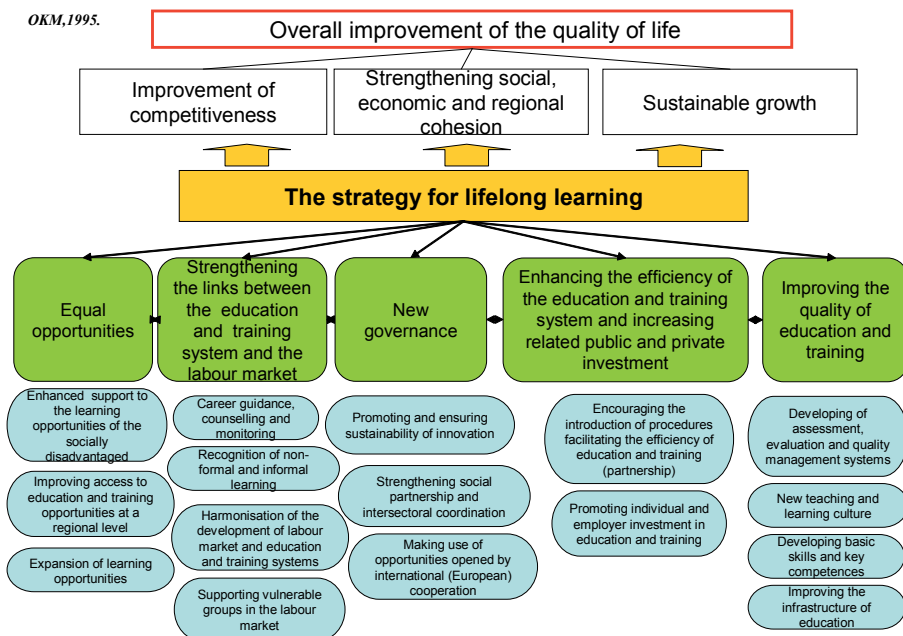 OKM,1995.
Overall improvement of the quality of life
Improvement of
competitiveness
Strengthening social,
economic and regional
cohesion
Sustainable growth
The strategy for lifelong learning
Equal
opportunities
Strengthening
the links between
the education
and training
system and the
labour market
New
governance
Enhancing the efficiency of
the education and training
system and increasing
related public and private
investment
Improving the
quality of
education and
training
Enhanced support to
the learning
opportunities of the
socially
disadvantaged
Improving access to
education and training
opportunities at a
regional level
Expansion of learning
opportunities
Career guidance,
counselling and
monitoring
Recognition of non-
formal and informal
learning
Harmonisation of the
development of labour
market and education
and training systems
Supporting vulnerable
groups in the labour
market
Promoting and ensuring
sustainability of innovation
Strengthening social
partnership and
intersectoral coordination
Making use of
opportunities opened by
international (European)
cooperation
Encouraging the
introduction of procedures
facilitating the efficiency of
education and training
(partnership)
Promoting individual and
employer investment in
education and training
Developing of
assessment,
evaluation and quality
management systems
New teaching and
learning culture
Developing basic
skills and key
competences
Improving the
infrastructure of
education